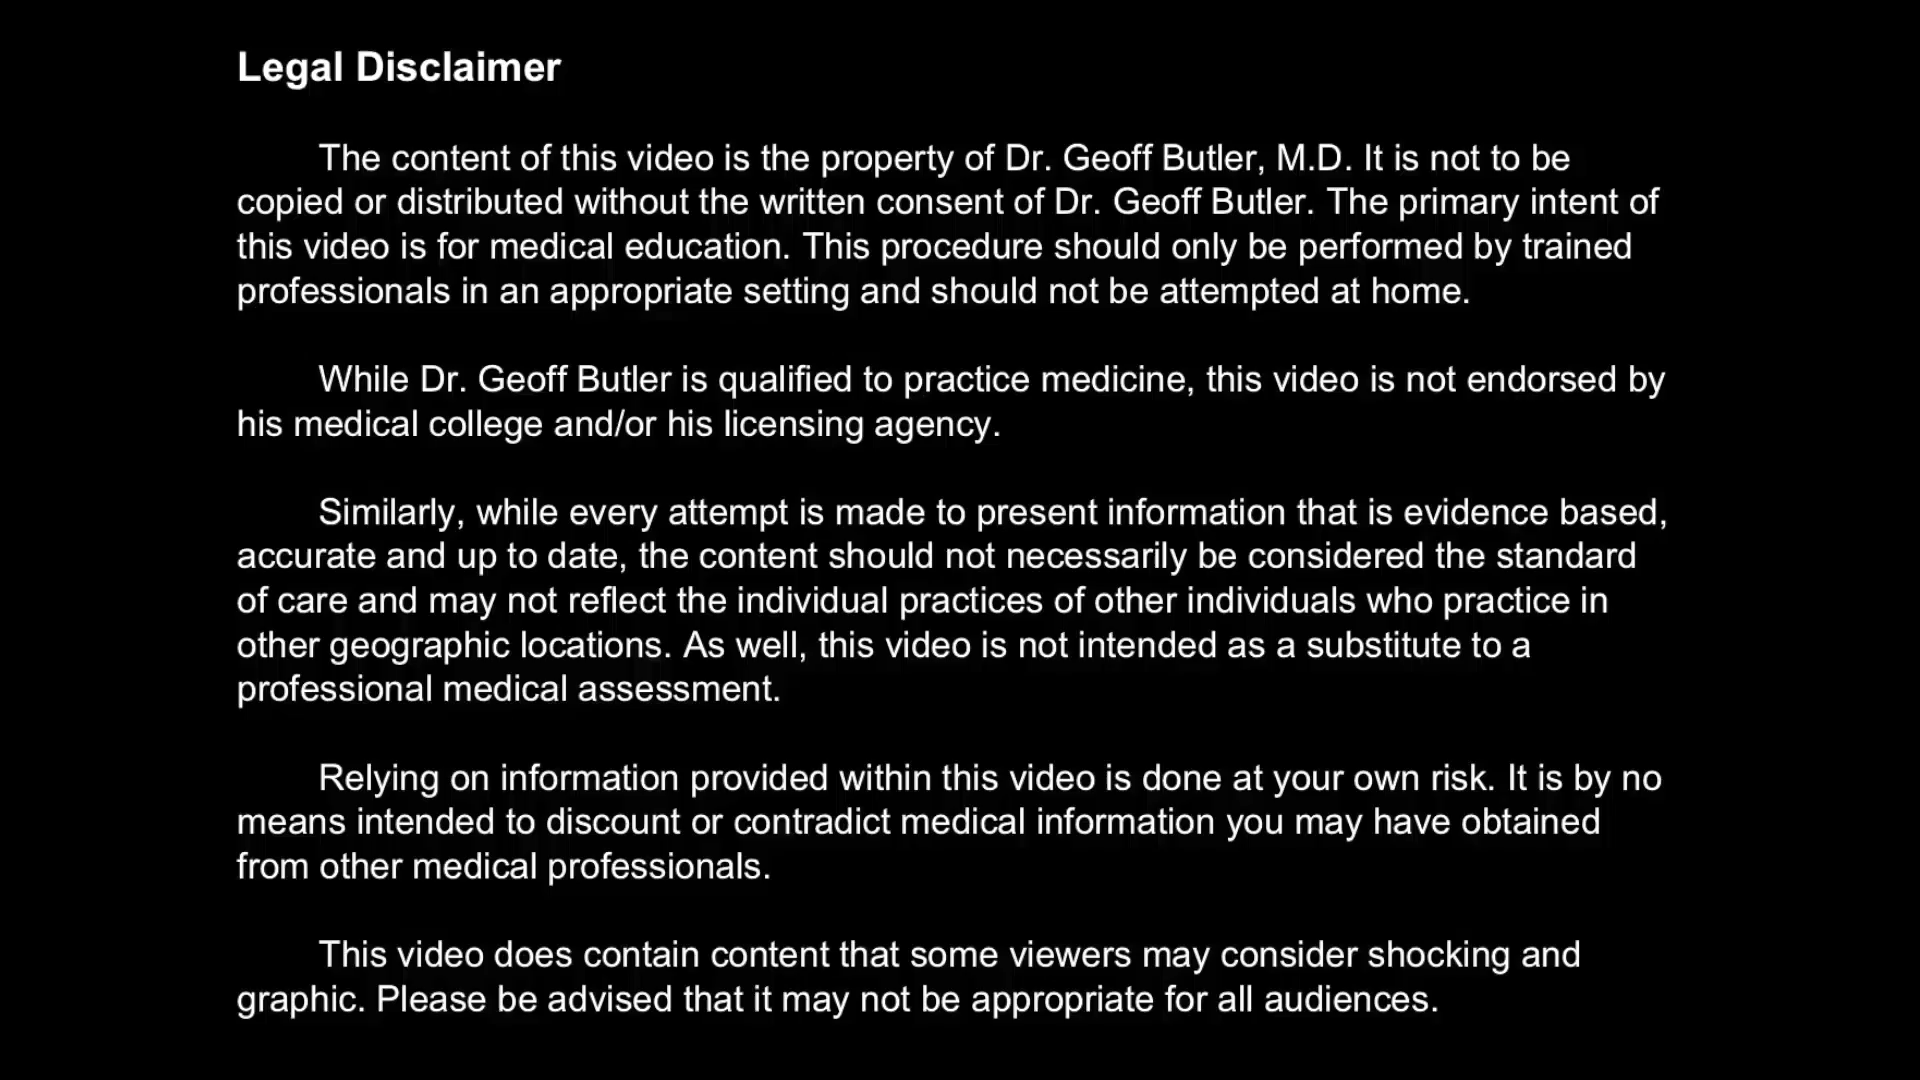 Legal Disclaimer
The content of this video is the property of Dr. Geoff Butler, M.D. It is not to be
copied or distributed without the written consent of Dr. Geoff Butler. The primary intent of
this video is for medical education. This procedure should only be performed by trained
professionals in an appropriate setting and should not be attempted at home.
While Dr. Geoff Butler is qualified to practice medicine, this video is not endorsed by
his medical college and/or his licensing agency.
Similarly, while every attempt is made to present information that is evidence based,
accurate and up to date, the content should not necessarily be considered the standard
of care and may not reflect the individual practices of other individuals who practice in
other geographic locations. As well, this video is not intended as a substitute to a
professional medical assessment.
Relying on information provided within this video is done at your own risk. It is by no
means intended to discount or contradict medical information you may have obtained
from other medical professionals.
This video does contain content that some viewers may consider shocking and
graphic. Please be advised that it may not be appropriate for all audiences.